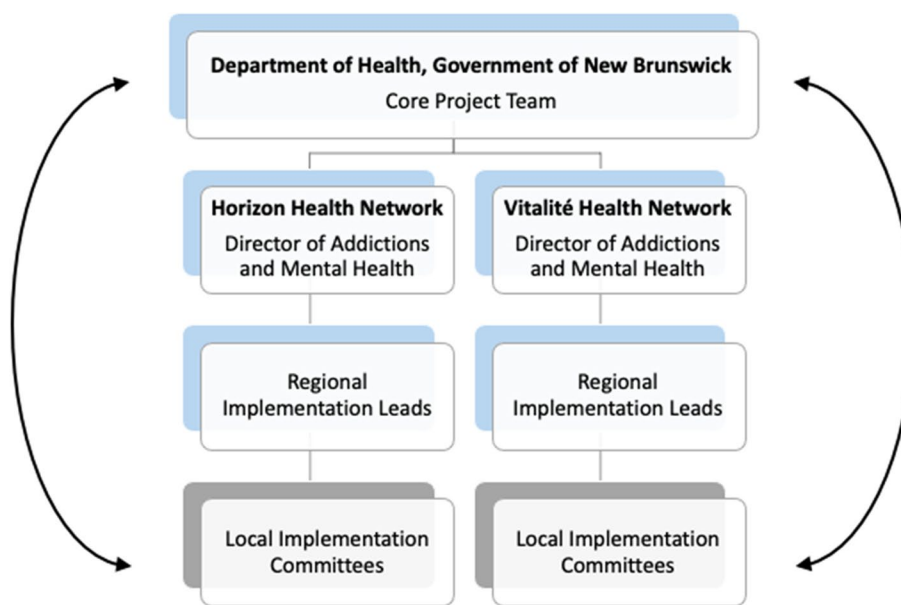 Department of Health, Government of New Brunswick
Core Project Team
Horizon Health Network
Director of Addictions
and Mental Health
Vitalité Health Network
Director of Addictions
and Mental Health
Regional
Implementation Leads
Regional
Implementation Leads
Local Implementation
Committees
Local Implementation
Committees